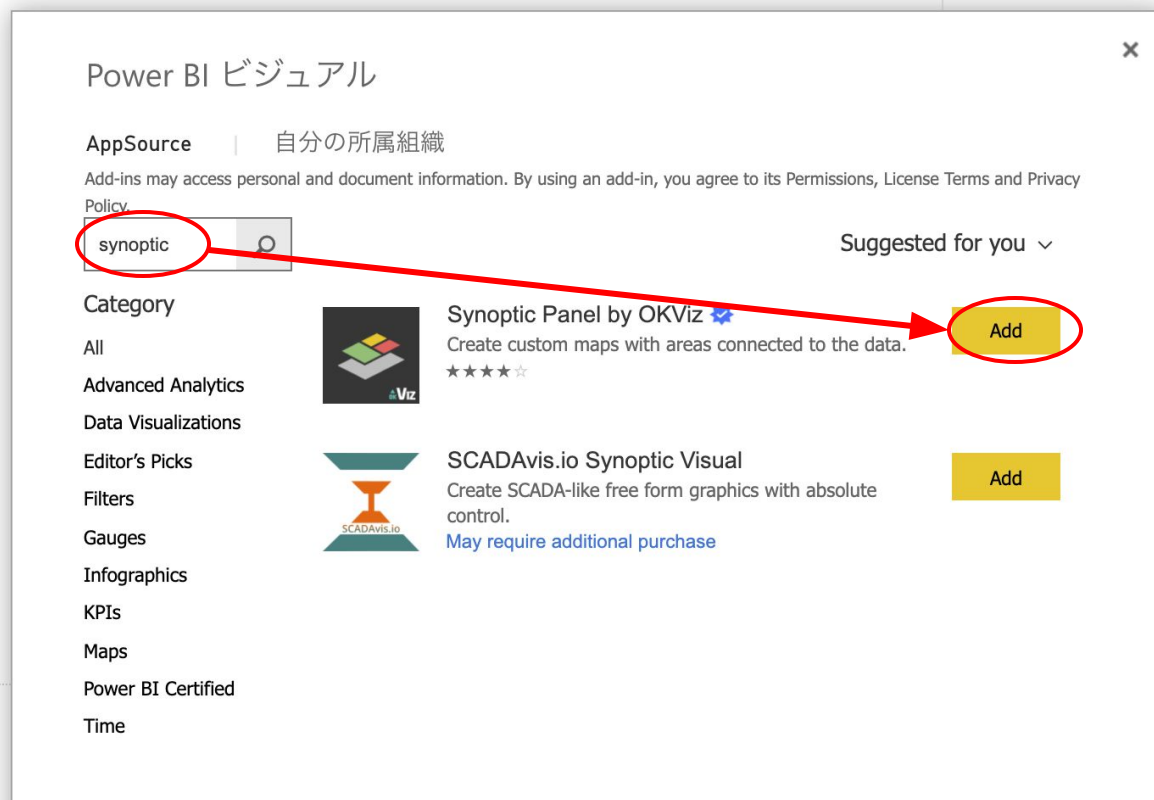 Power BI ビジュアル
AppSource | 自分の所属組織
Add-ins may access personal and document information. By using an add-in, you agree to its Permissions, License Terms and Privacy
Policy.
synoptic
Suggested for you
Category
All
Advanced Analytics
Data Visualizations
Editor's Picks
Filters
Gauges
Infographics
KPIs
Maps
Power BI Certified
Time
Synoptic Panel by OKViz
Create custom maps with areas connected to the data.
Add
OKVIZ
SCADAvis.io Synoptic Visual
Create SCADA-like free form graphics with absolute
control.
May require additional purchase
Add
SCADAvis.io